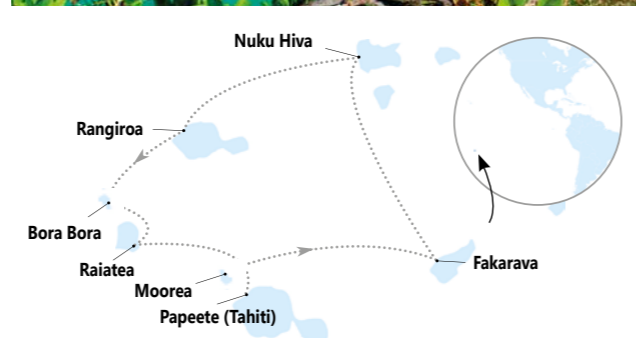 Nuku Hiva
Rangiroa
Bora Bora
Raiatea
Moorea
Papeete (Tahiti)
Fakarava